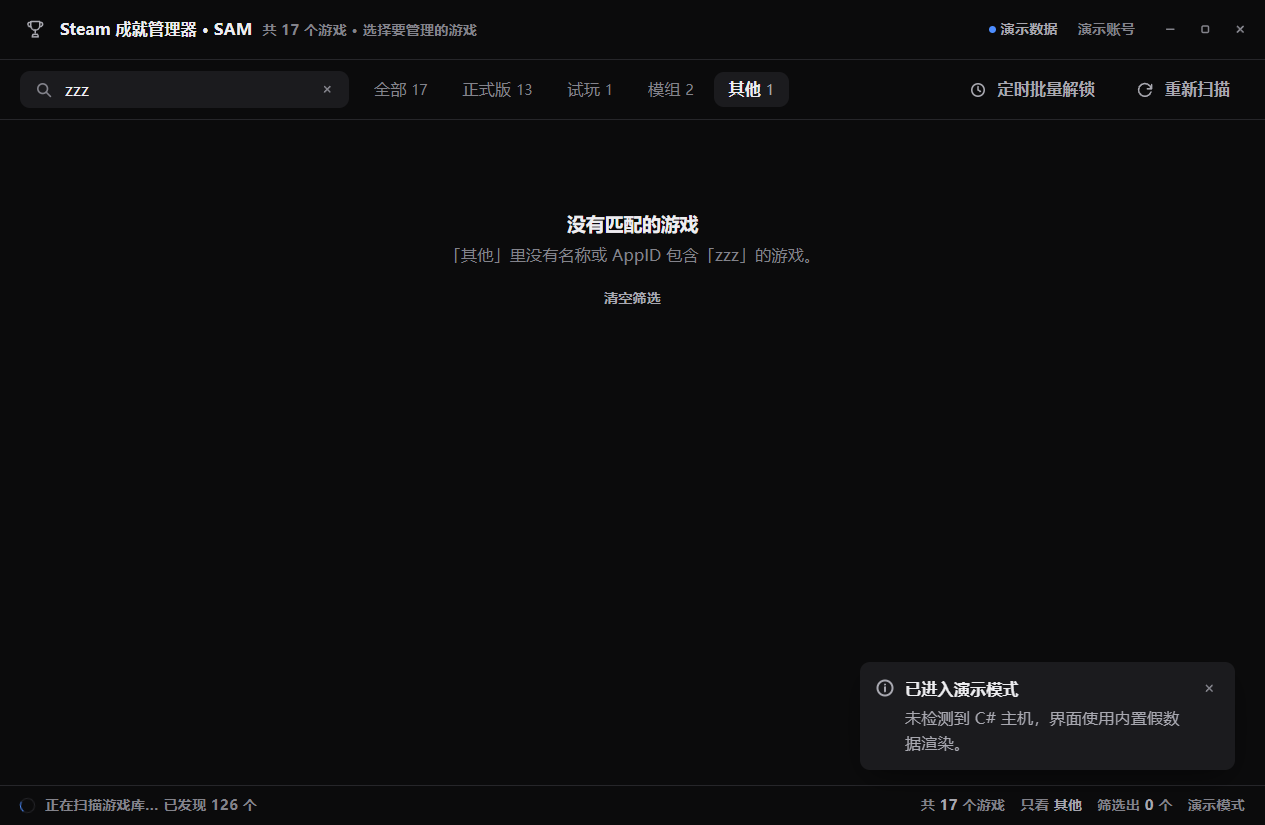 Steam 成就管理器 • SAM 共 17 个游戏 • 选择要管理的游戏 演示数据 演示账号
zzz 全部 17 正式版 13 试玩 1 模组 2 其他 1 定时批量解锁 重新扫描
没有匹配的游戏
「其他」里没有名称或 AppID 包含「zzz」的游戏。
清空筛选
已进入演示模式
未检测到 C# 主机，界面使用内置假数
据渲染。
正在扫描游戏库... 已发现 126 个 共 17 个游戏 只看 其他 筛选出 0 个 演示模式